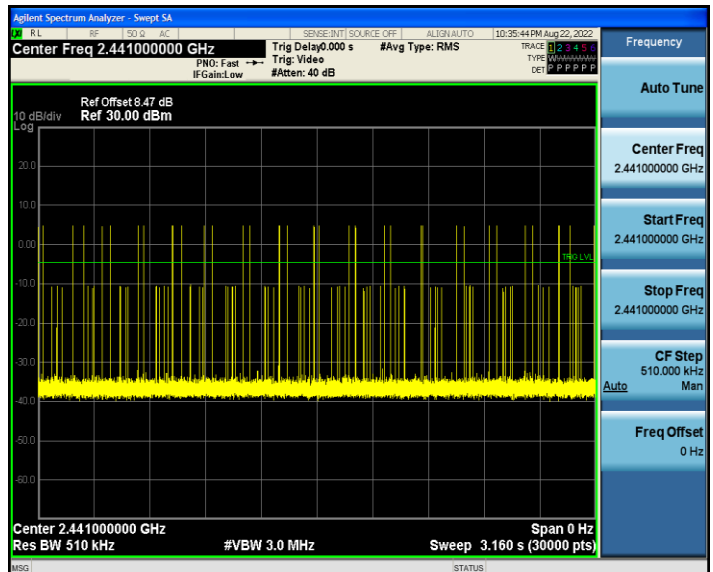 Agilent Spectrum Analyzer - Swept SA
RL RF 50 Ω AC SENSE:INT SOURCE OFF ALIGN AUTO 10:35:44 PM Aug 22, 2022
Center Freq 2.441000000 GHz
PNO: Fast
IFGain:Low
Trig Delay0.000 s
Trig: Video
#Atten: 40 dB
#Avg Type: RMS
TRACE 1 2 3 4 5 6
TYPE
DET P P P P P P
Ref Offset 8.47 dB
10 dB/div Ref 30.00 dBm
Log
20.0
10.0
0.00
TRIG LVL
-10.0
-20.0
-30.0
-40.0
-50.0
-60.0
Center 2.441000000 GHz Span 0 Hz
Res BW 510 kHz #VBW 3.0 MHz Sweep 3.160 s (30000 pts)
MSG STATUS
Frequency
Auto Tune
Center Freq
2.441000000 GHz
Start Freq
2.441000000 GHz
Stop Freq
2.441000000 GHz
CF Step
510.000 kHz
Auto Man
Freq Offset
0 Hz